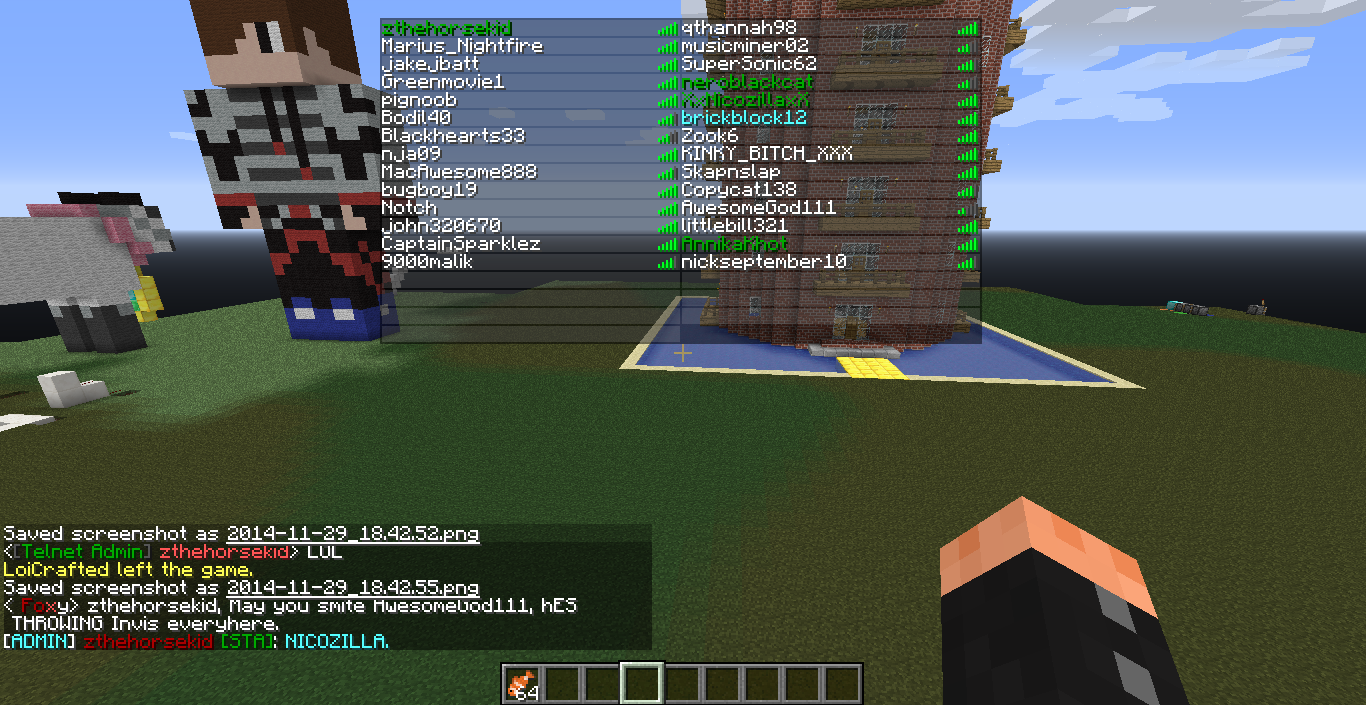 zthehorsekid qthannah98
Marius_Nightfire musicminer02
jakejbatt SuperSonic62
Greenmovie1 neroblackcat
pignoob XxNicozillaxX
Bodil40 brickblock12
Blackhearts33 Zook6
nja09 KINKY_BITCH_XXX
MacAwesome888 Skapnslap
bugboy19 Copycat138
Notch AwesomeGod111
john320670 littlebill321
CaptainSparklez AnnikaKhot
9000malik nickseptember10
Saved screenshot as 2014-11-29_18.42.52.png
<[Telnet Admin] zthehorsekid> LUL
LoiCrafted left the game.
Saved screenshot as 2014-11-29_18.42.55.png
< Foxy> zthehorsekid, May you smite AwesomeGod111, hES
THROWING Invis everyhere.
[ADMIN] zthehorsekid [STA]: NICOZILLA.
64